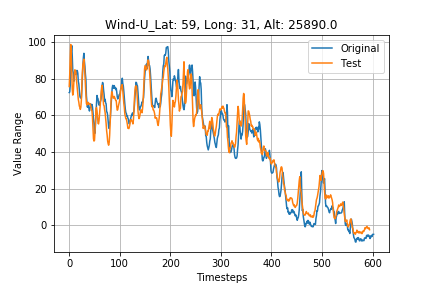 Wind-U_Lat: 59, Long: 31, Alt: 25890.0
Original
Test
100
80
60
40
20
0
Value Range
0 100 200 300 400 500 600
Timesteps